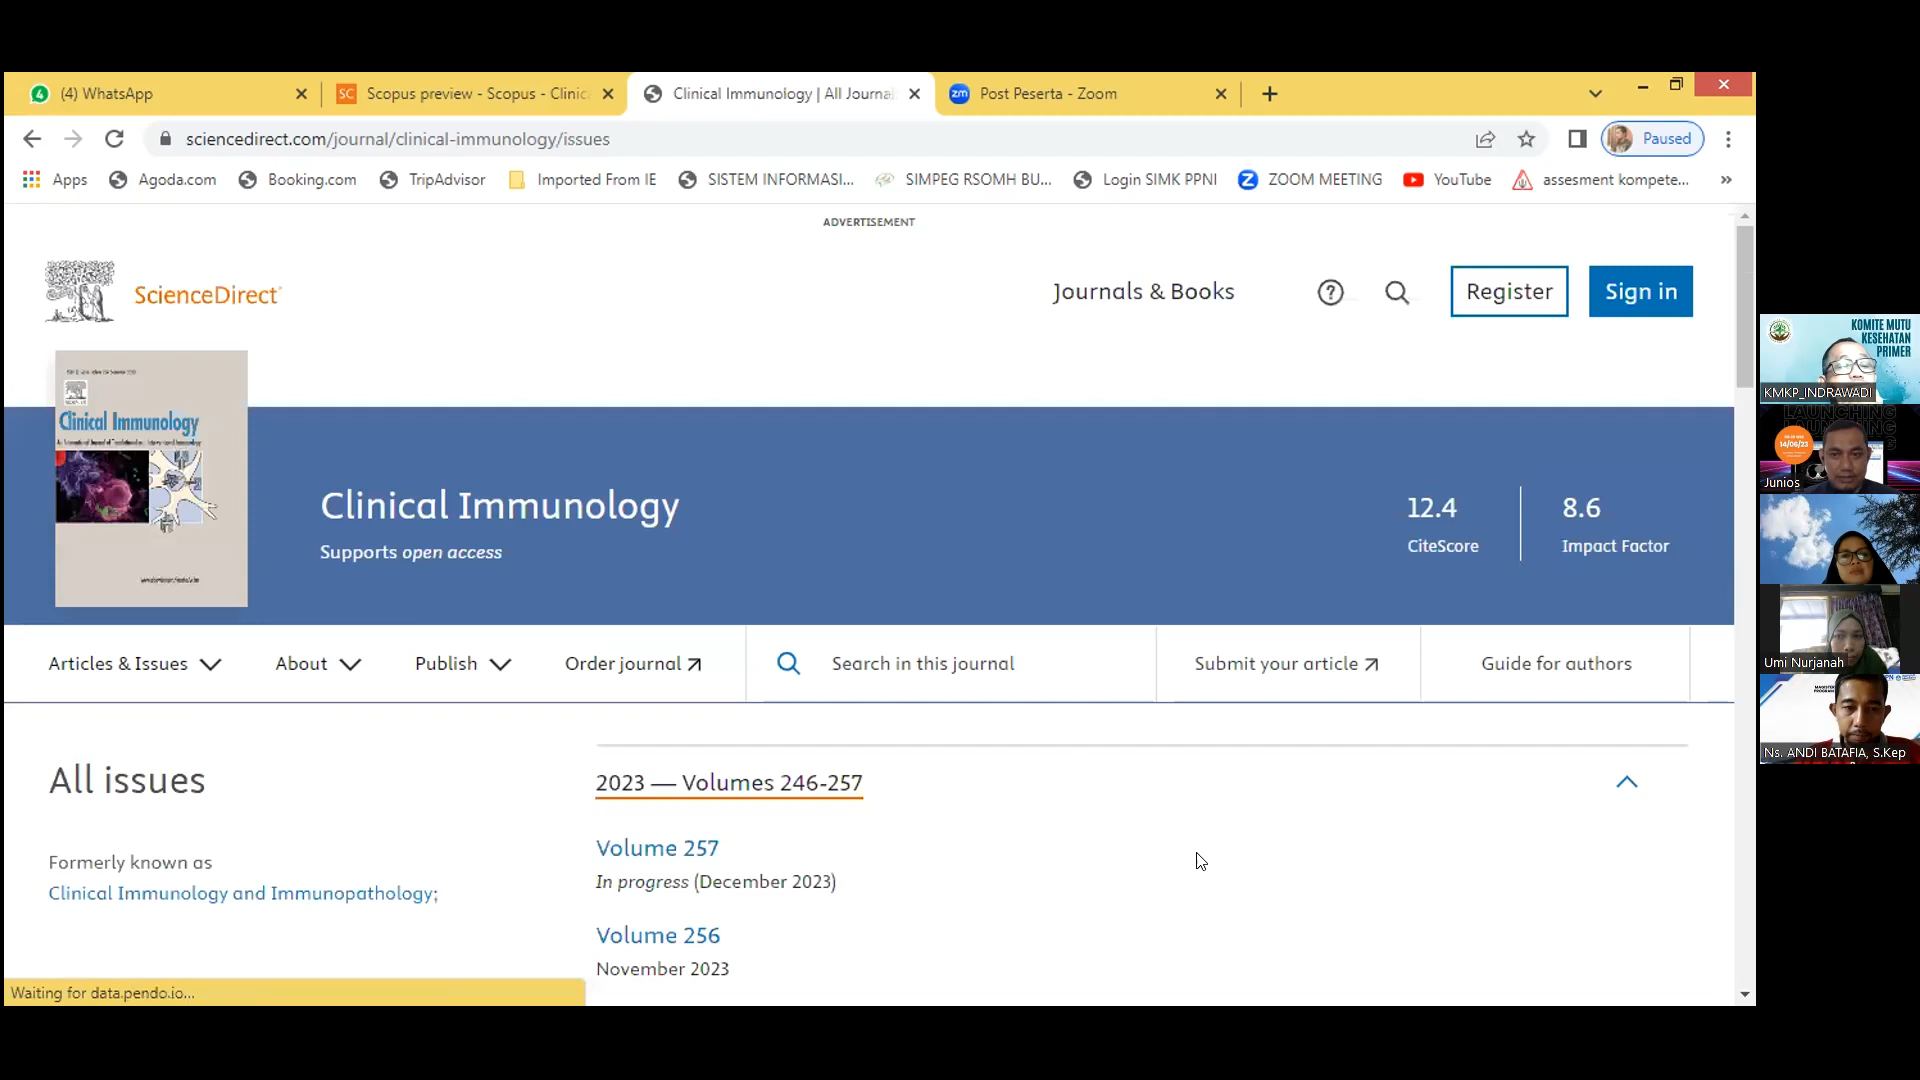 (4) WhatsApp
Scopus preview - Scopus - Clinic
Clinical Immunology | All Journa
Post Peserta - Zoom
sciencedirect.com/journal/clinical-immunology/issues
Paused
Apps
Agoda.com
Booking.com
TripAdvisor
Imported From IE
SISTEM INFORMASI...
SIMPEG RSOMH BU...
Login SIMK PPNI
ZOOM MEETING
YouTube
assesment kompete...
ADVERTISEMENT
ScienceDirect
Journals & Books
Register
Sign in
Clinical Immunology
Clinical Immunology
Supports open access
12.4
CiteScore
8.6
Impact Factor
Articles & Issues
About
Publish
Order journal
Search in this journal
Submit your article
Guide for authors
All issues
Formerly known as
Clinical Immunology and Immunopathology;
2023 — Volumes 246-257
Volume 257
In progress (December 2023)
Volume 256
November 2023
Waiting for data.pendo.io...
KOMITE MUTU
KESEHATAN
PRIMER
KMKP_INDRAWADI
LAUNCHING
14/06/23
Junios
Umi Nurjanah
Ns. ANDI BATAFIA, S.Kep